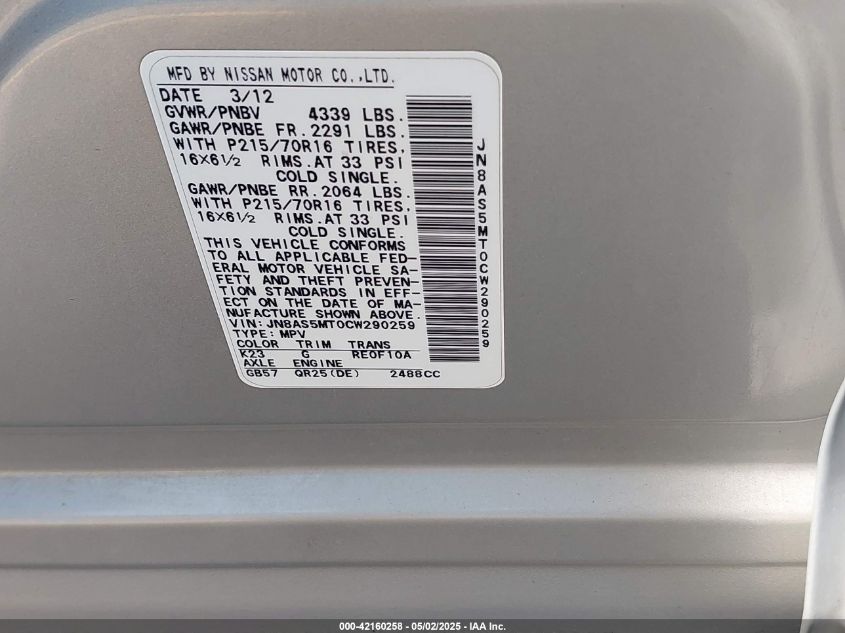 MFD BY NISSAN MOTOR CO.,LTD.
DATE 3/12
GVWR/PNBV 4339 LBS.
GAWR/PNBE FR. 2291 LBS.
WITH P215/70R16 TIRES,
16X6½ RIMS.AT 33 PSI
COLD SINGLE.
GAWR/PNBE RR. 2064 LBS.
WITH P215/70R16 TIRES,
16X6½ RIMS.AT 33 PSI
COLD SINGLE.
THIS VEHICLE CONFORMS
TO ALL APPLICABLE FED-
ERAL MOTOR VEHICLE SA-
FETY AND THEFT PREVEN-
TION STANDARDS IN EFF-
ECT ON THE DATE OF MA-
NUFACTURE SHOWN ABOVE.
VIN:JN8AS5MT0CW290259
TYPE:MPV
COLOR TRIM TRANS
K23 G RE0F10A
AXLE ENGINE
GB57 QR25(DE) 2488CC
JN8AS5MT0CW290259
000-42160258 - 05/02/2025 - IAA Inc.